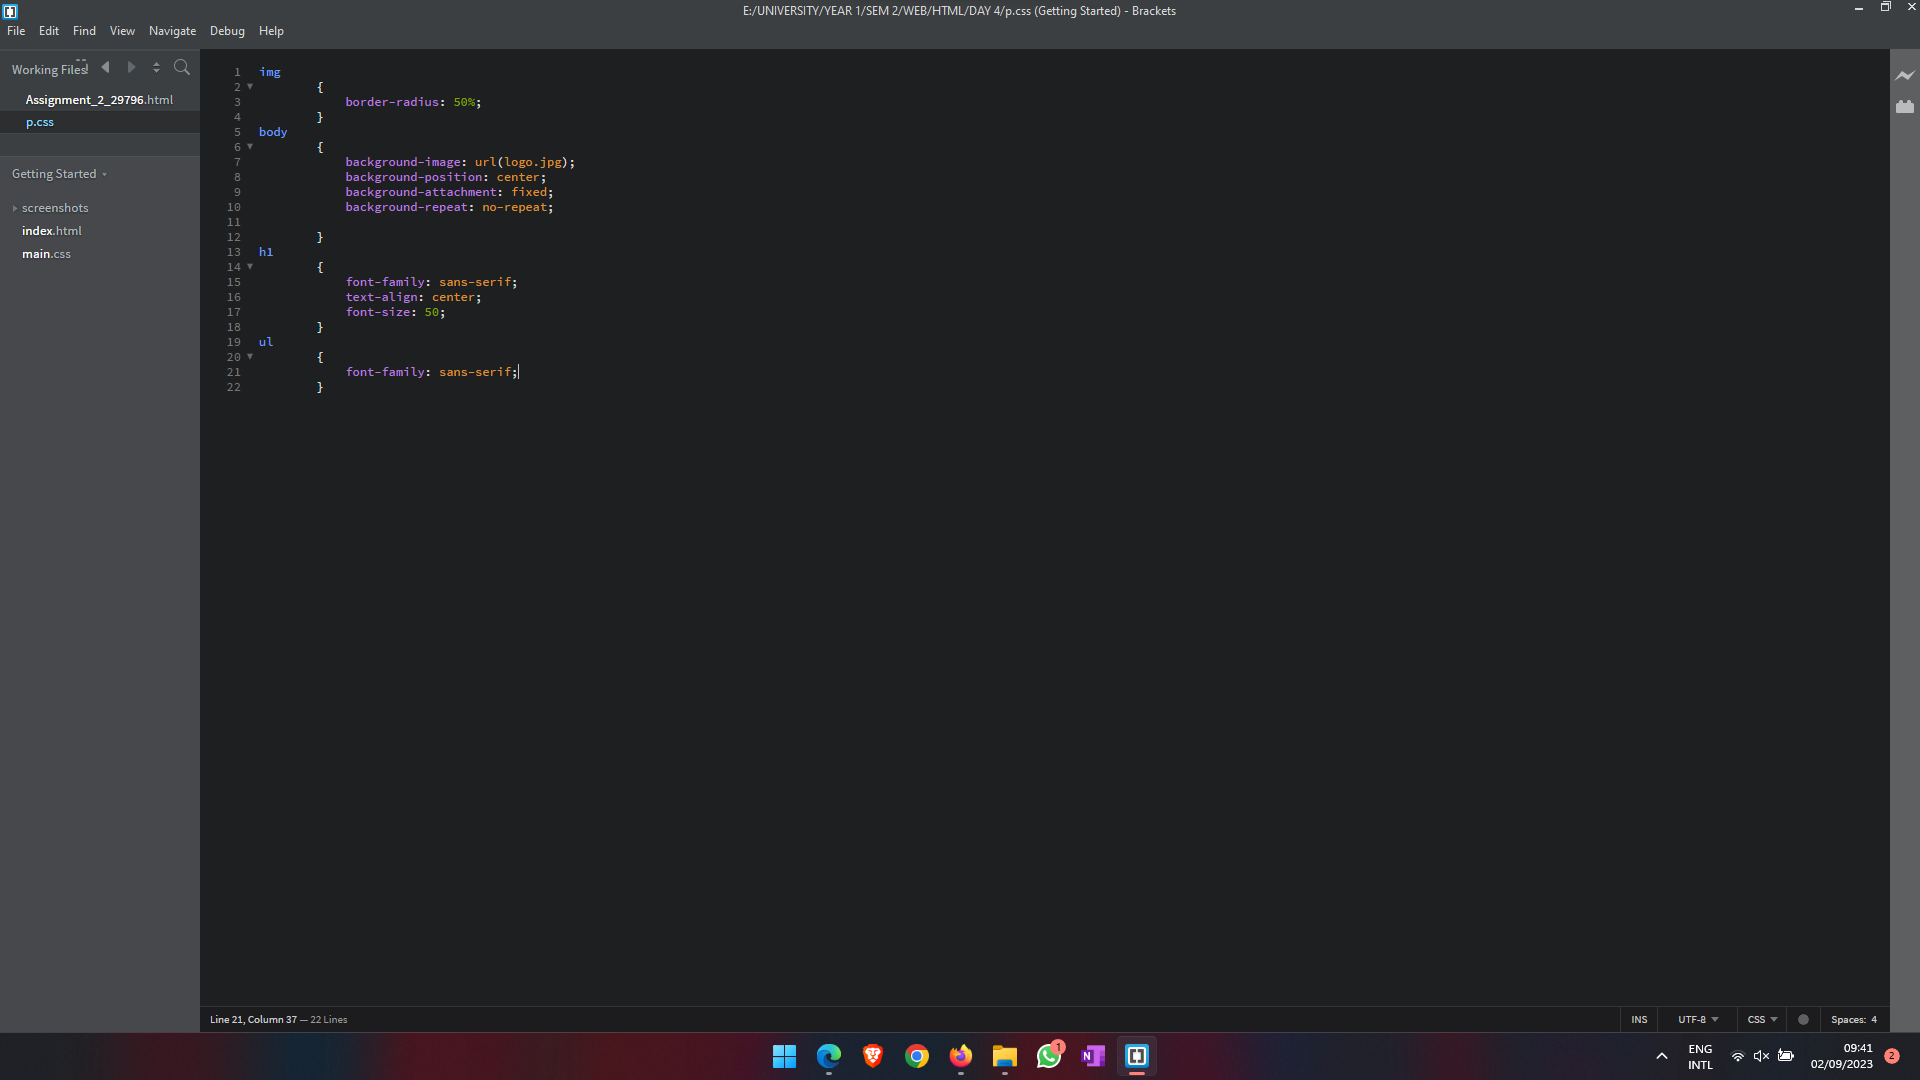 E:/UNIVERSITY/YEAR 1/SEM 2/WEB/HTML/DAY 4/p.css (Getting Started) - Brackets
File Edit Find View Navigate Debug Help
Working Files
Assignment_2_29796.html
p.css
Getting Started
screenshots
index.html
main.css
1 img
2 {
3 border-radius: 50%;
4 }
5 body
6 {
7 background-image: url(logo.jpg);
8 background-position: center;
9 background-attachment: fixed;
10 background-repeat: no-repeat;
11
12 }
13 h1
14 {
15 font-family: sans-serif;
16 text-align: center;
17 font-size: 50;
18 }
19 ul
20 {
21 font-family: sans-serif;
22 }
Line 21, Column 37 — 22 Lines
INS UTF-8 CSS Spaces: 4
1
N
ENG
INTL
09:41
02/09/2023
2